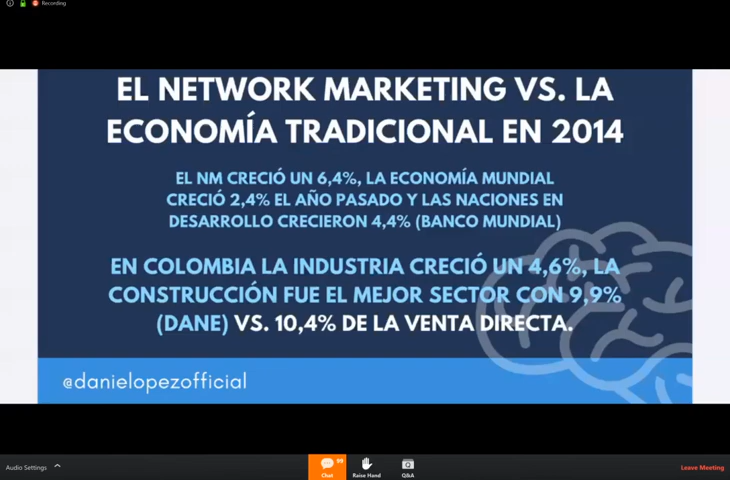 Recording
EL NETWORK MARKETING VS. LA
ECONOMÍA TRADICIONAL EN 2014
EL NM CRECIÓ UN 6,4%, LA ECONOMÍA MUNDIAL
CRECIÓ 2,4% EL AÑO PASADO Y LAS NACIONES EN
DESARROLLO CRECIERON 4,4% (BANCO MUNDIAL)
EN COLOMBIA LA INDUSTRIA CRECIÓ UN 4,6%, LA
CONSTRUCCIÓN FUE EL MEJOR SECTOR CON 9,9%
(DANE) VS. 10,4% DE LA VENTA DIRECTA.
@danielopezofficial
Audio Settings
Chat
Raise Hand
Q&A
Leave Meeting